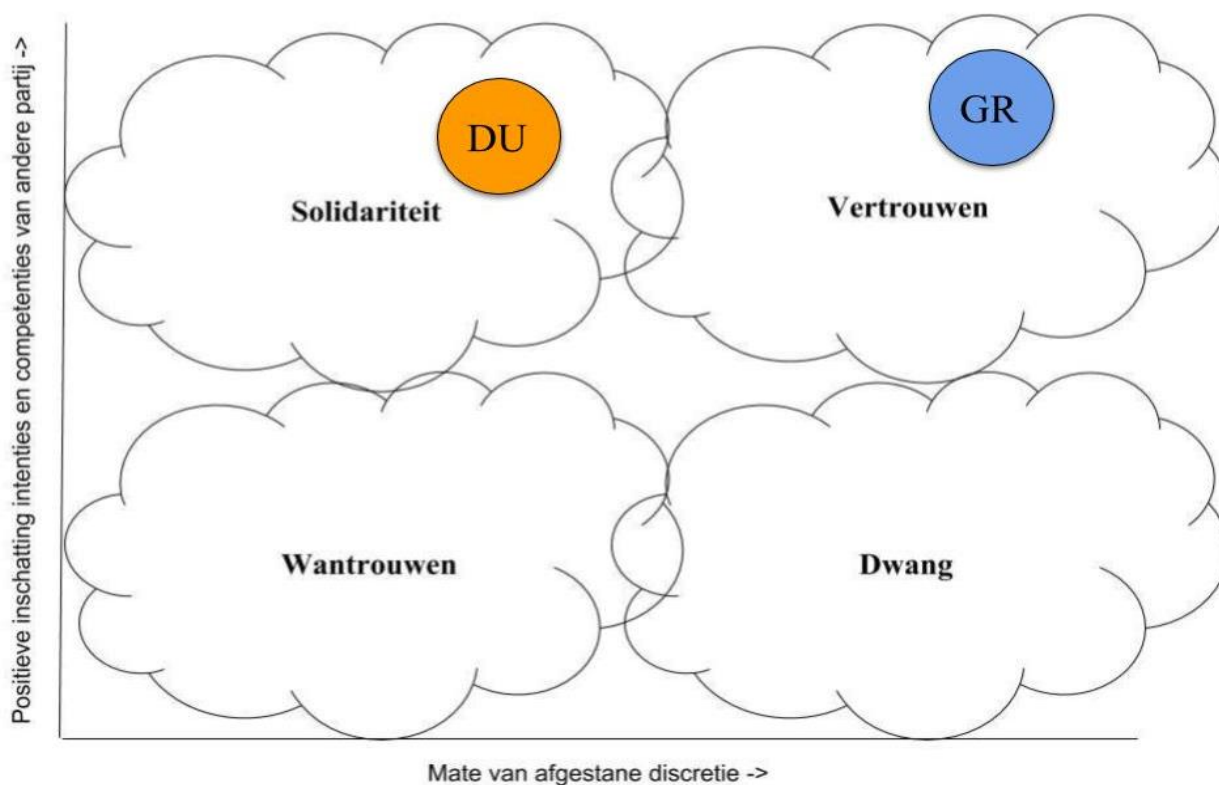 Positieve inschatting intenties en competenties van andere partij ->
DU
GR
Solidariteit
Vertrouwen
Wantrouwen
Dwang
Mate van afgestane discretie ->